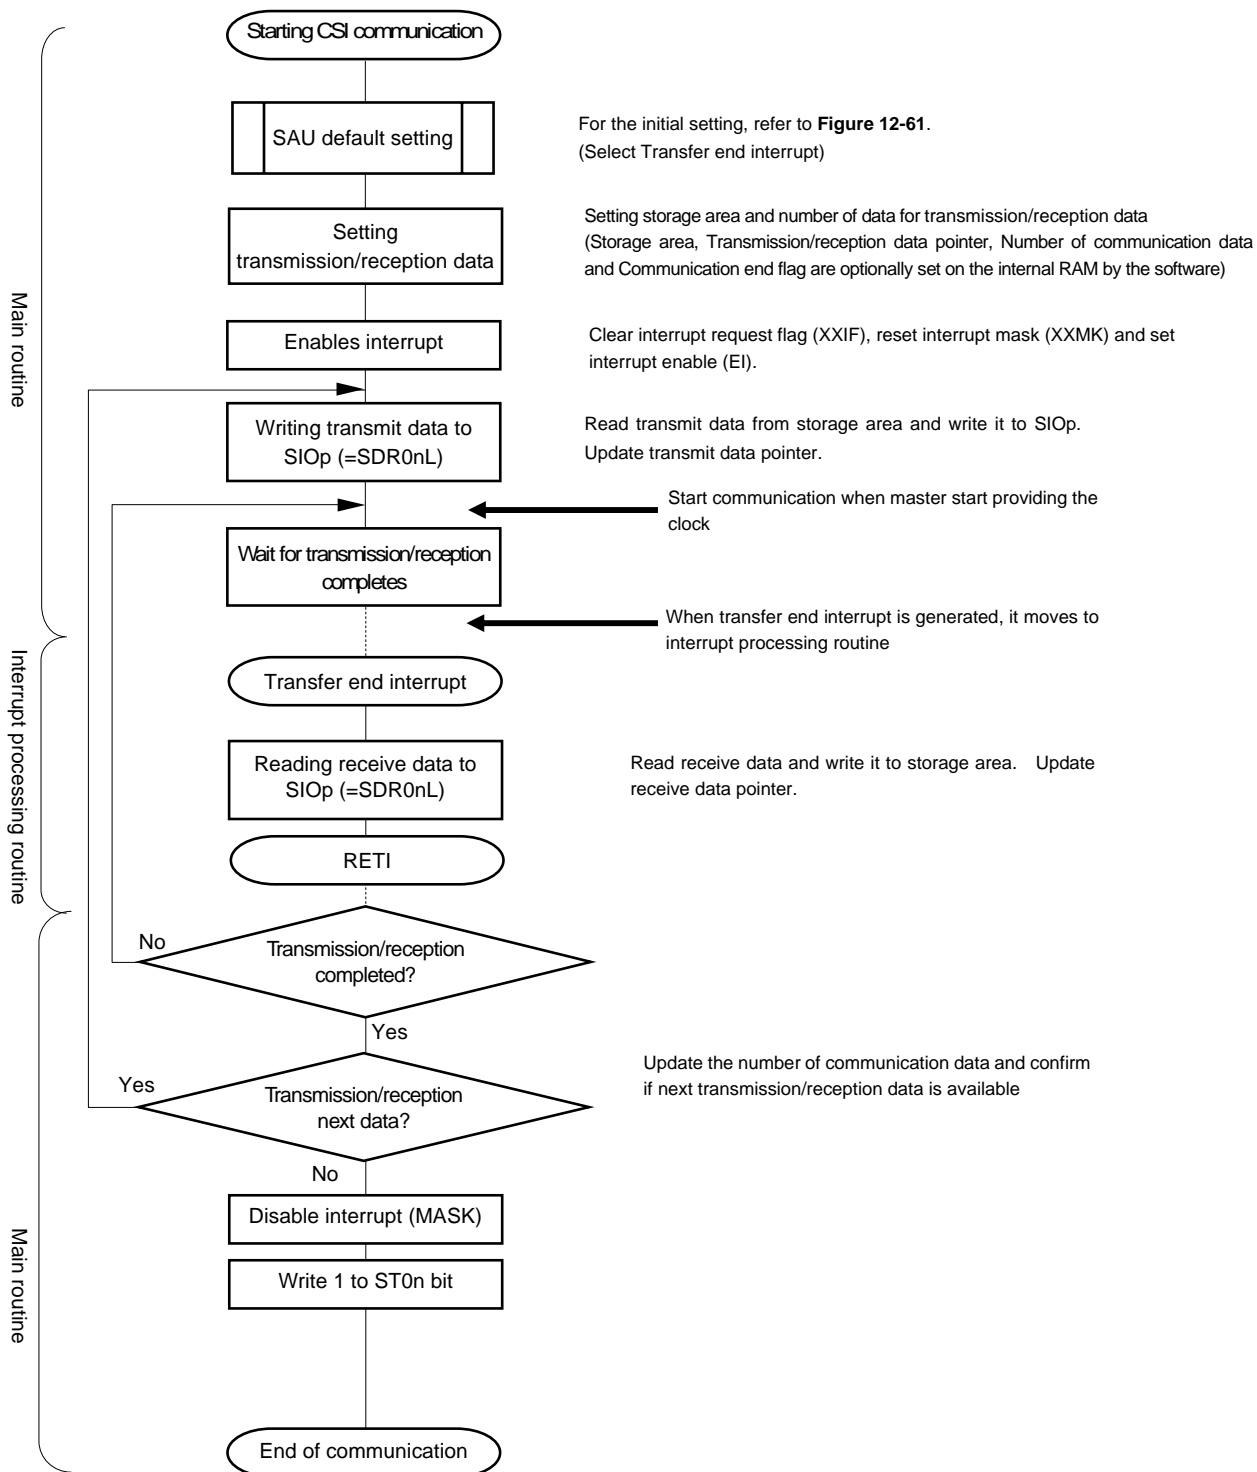 Starting CSI communication
SAU default setting
For the initial setting, refer to Figure 12-61.
(Select Transfer end interrupt)
Setting
transmission/reception data
Setting storage area and number of data for transmission/reception data
(Storage area, Transmission/reception data pointer, Number of communication data
and Communication end flag are optionally set on the internal RAM by the software)
Main routine
Enables interrupt
Clear interrupt request flag (XXIF), reset interrupt mask (XXMK) and set
interrupt enable (EI).
Writing transmit data to
SIOp (=SDR0nL)
Read transmit data from storage area and write it to SIOp.
Update transmit data pointer.
Start communication when master start providing the
clock
Wait for transmission/reception
completes
When transfer end interrupt is generated, it moves to
interrupt processing routine
Interrupt processing routine
Transfer end interrupt
Reading receive data to
SIOp (=SDR0nL)
Read receive data and write it to storage area. Update
receive data pointer.
RETI
No
Transmission/reception
completed?
Yes
Yes
Transmission/reception
next data?
Update the number of communication data and confirm
if next transmission/reception data is available
No
Main routine
Disable interrupt (MASK)
Write 1 to ST0n bit
End of communication